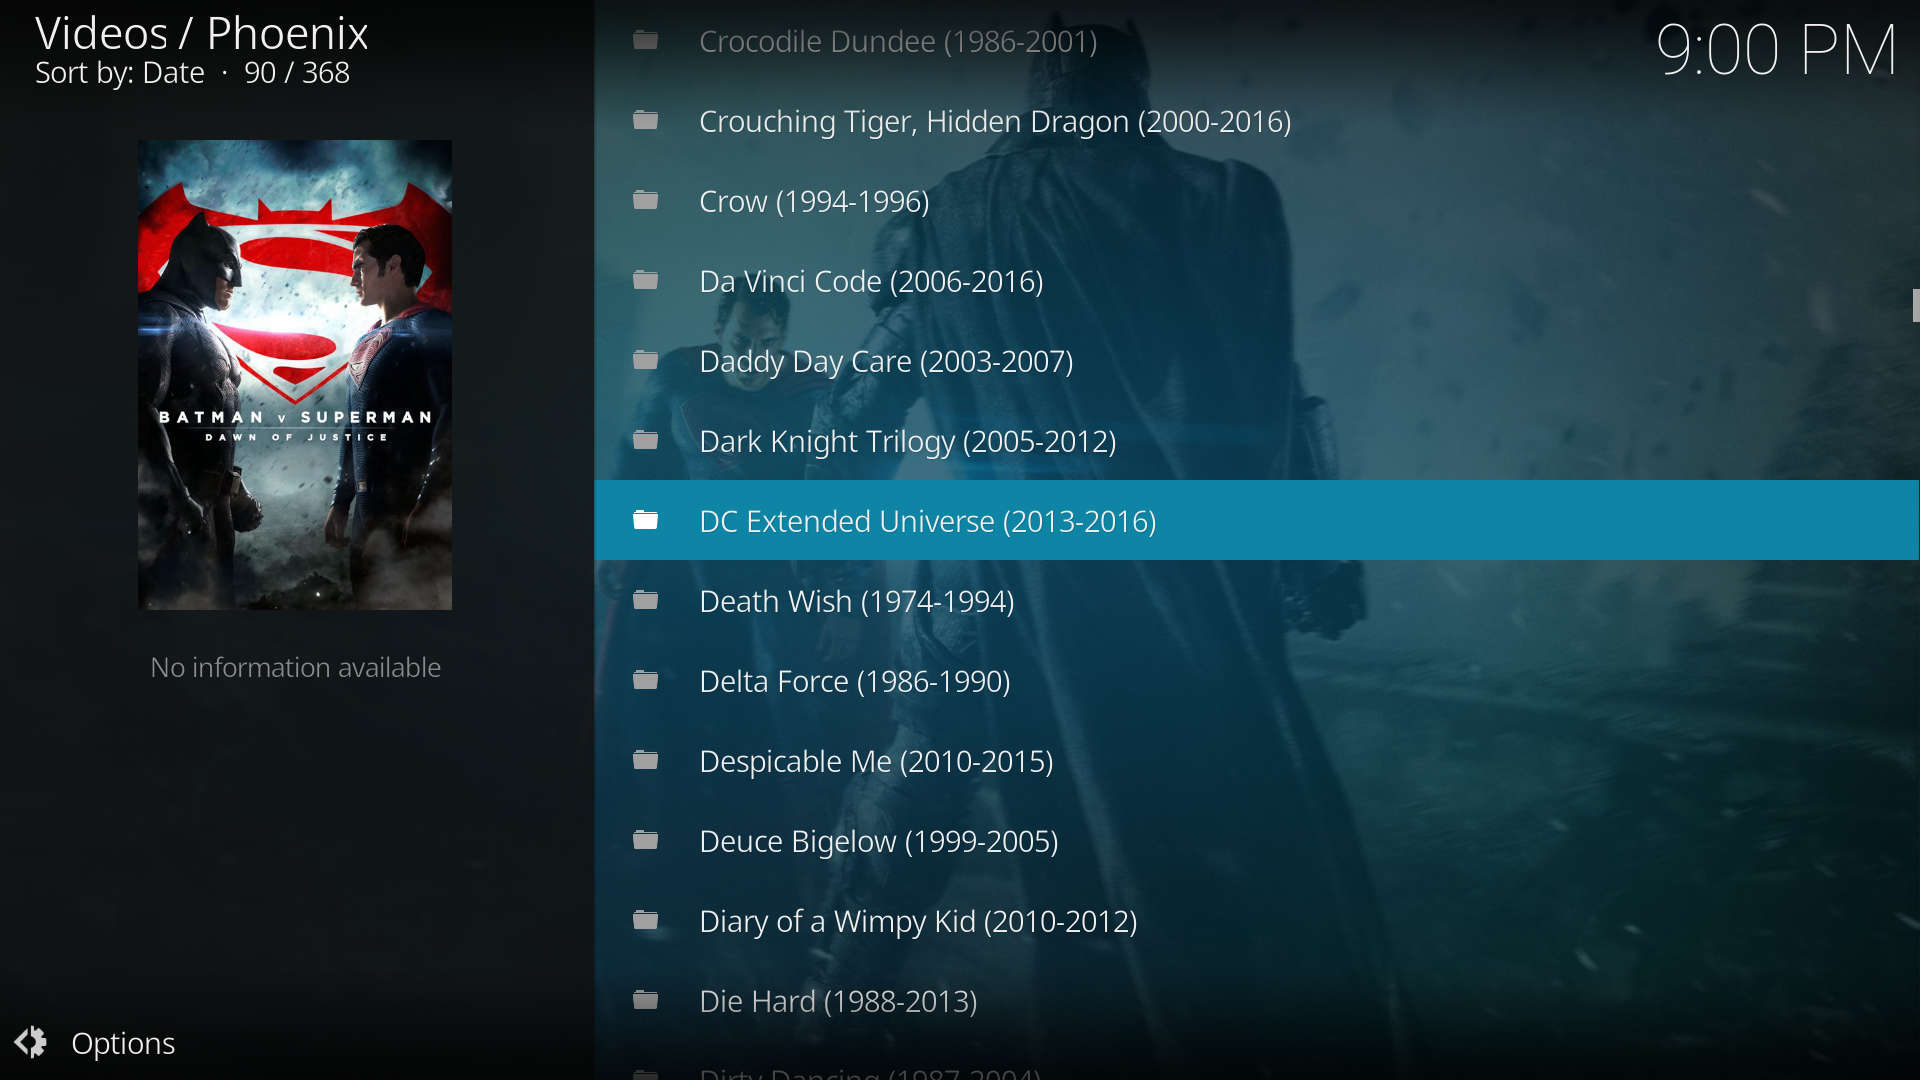 Videos / Phoenix
Sort by: Date · 90 / 368
9:00 PM
BATMAN v SUPERMAN
DAWN OF JUSTICE
No information available
Crocodile Dundee (1986-2001)
Crouching Tiger, Hidden Dragon (2000-2016)
Crow (1994-1996)
Da Vinci Code (2006-2016)
Daddy Day Care (2003-2007)
Dark Knight Trilogy (2005-2012)
DC Extended Universe (2013-2016)
Death Wish (1974-1994)
Delta Force (1986-1990)
Despicable Me (2010-2015)
Deuce Bigelow (1999-2005)
Diary of a Wimpy Kid (2010-2012)
Die Hard (1988-2013)
Dirty Dancing (1987-2004)
Options